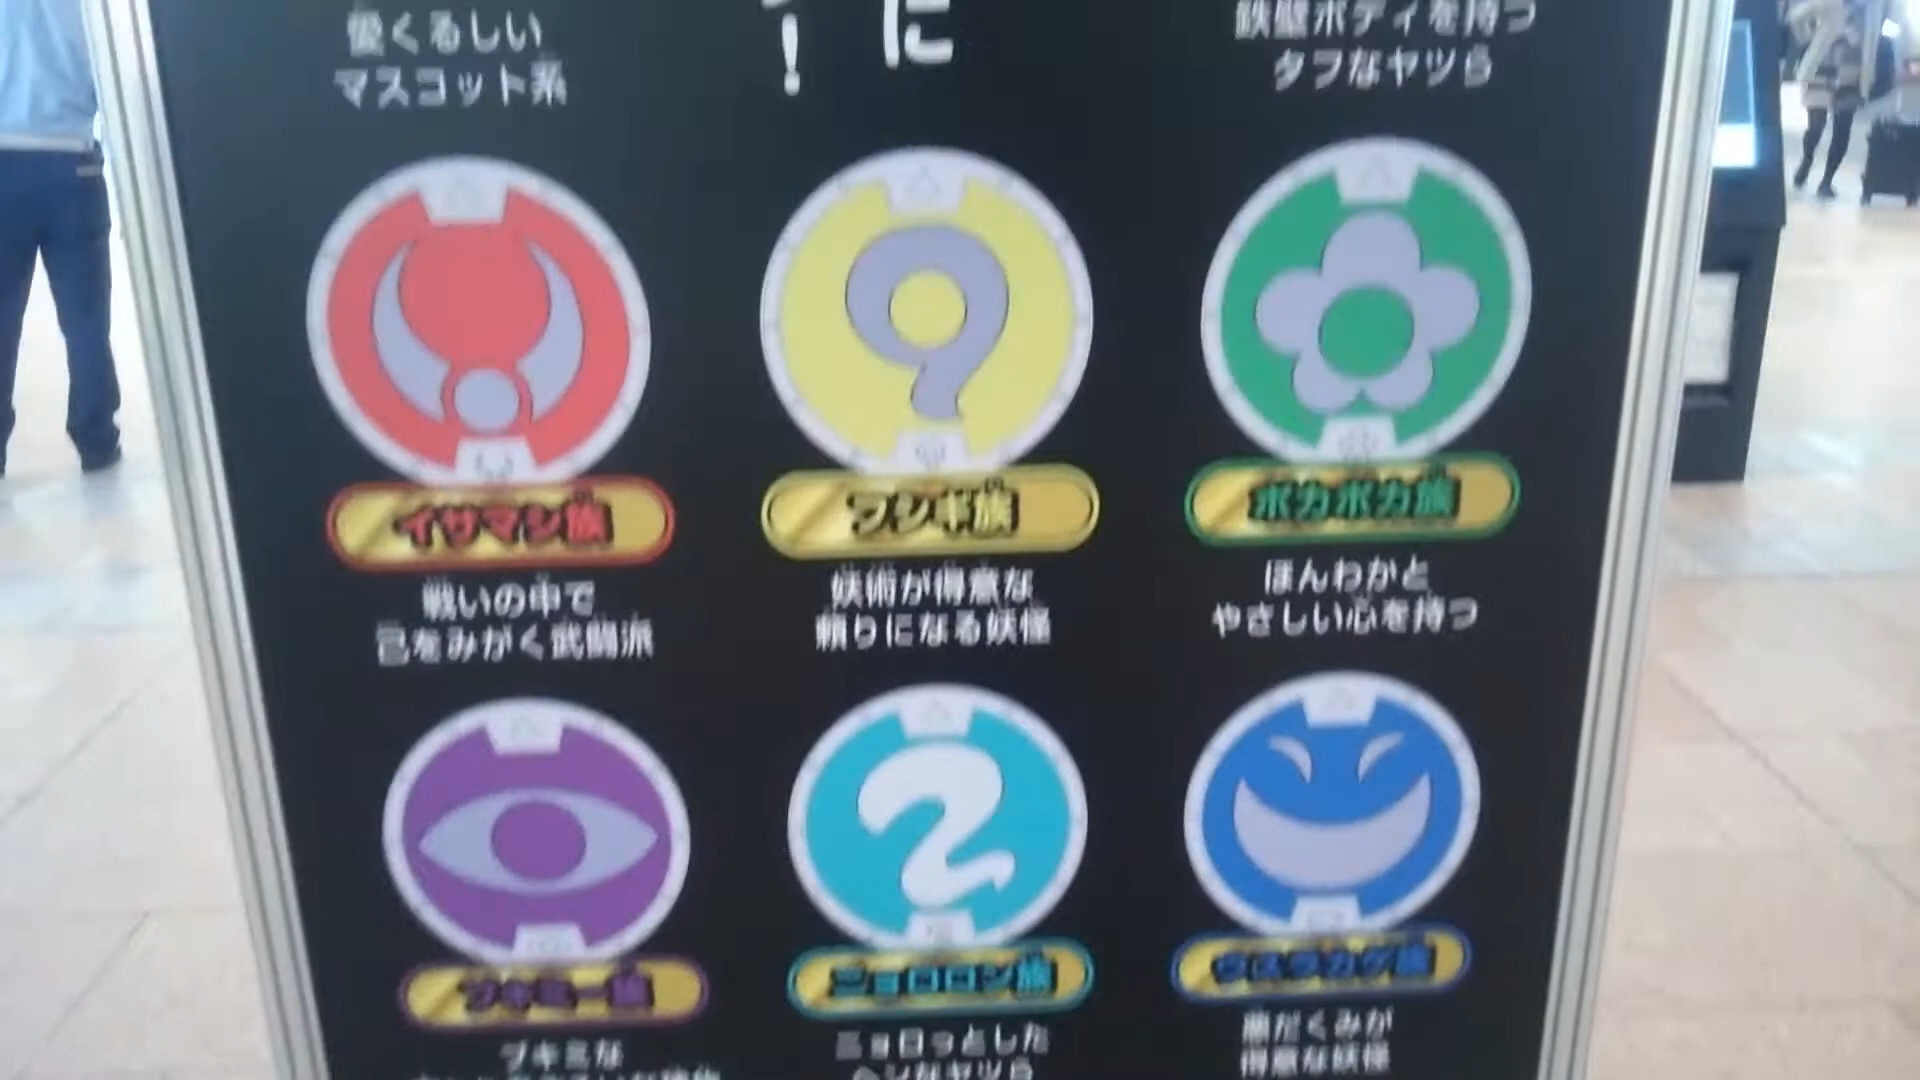 愛くるしい
マスコット系
！
に
鉄壁ボディを持つ
タフなヤツら
イサマシ族
戦いの中で
己をみがく武闘派
フシギ族
妖術が得意な
頼りになる妖怪
ポカポカ族
ほんわかと
やさしい心を持つ
ブキミー族
ブキミな
ニョロロン族
ニョロっとした
ヘンなヤツら
ウスラカゲ族
悪だくみが
得意な妖怪